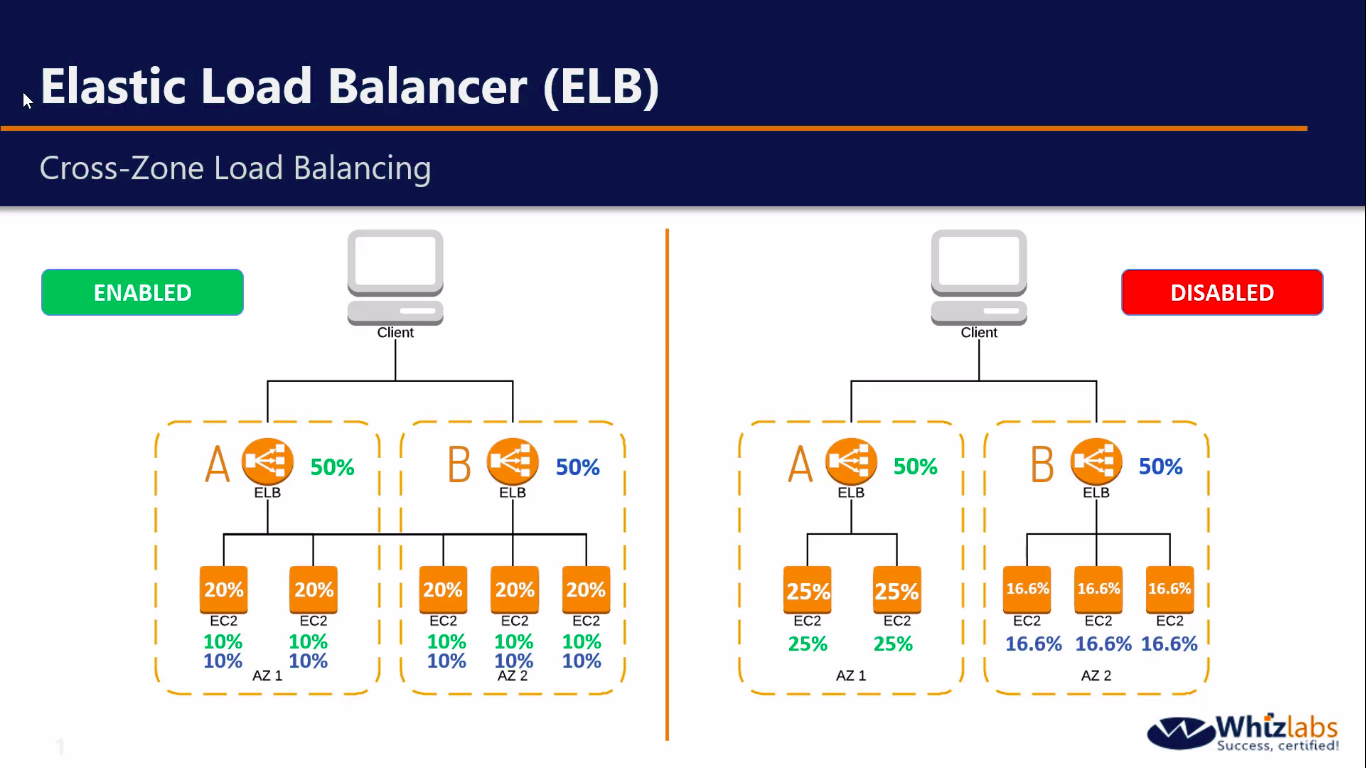 Elastic Load Balancer (ELB)
Cross-Zone Load Balancing
ENABLED
Client
A
50%
ELB
B
50%
ELB
20%
20%
20%
20%
20%
EC2
EC2
EC2
EC2
EC2
10%
10%
10%
10%
10%
10%
10%
10%
10%
10%
AZ 1
AZ 2
DISABLED
Client
A
50%
ELB
B
50%
ELB
25%
25%
16.6%
16.6%
16.6%
EC2
EC2
EC2
EC2
EC2
25%
25%
16.6%
16.6%
16.6%
AZ 1
AZ 2
1
Whizlabs
Success, certified!